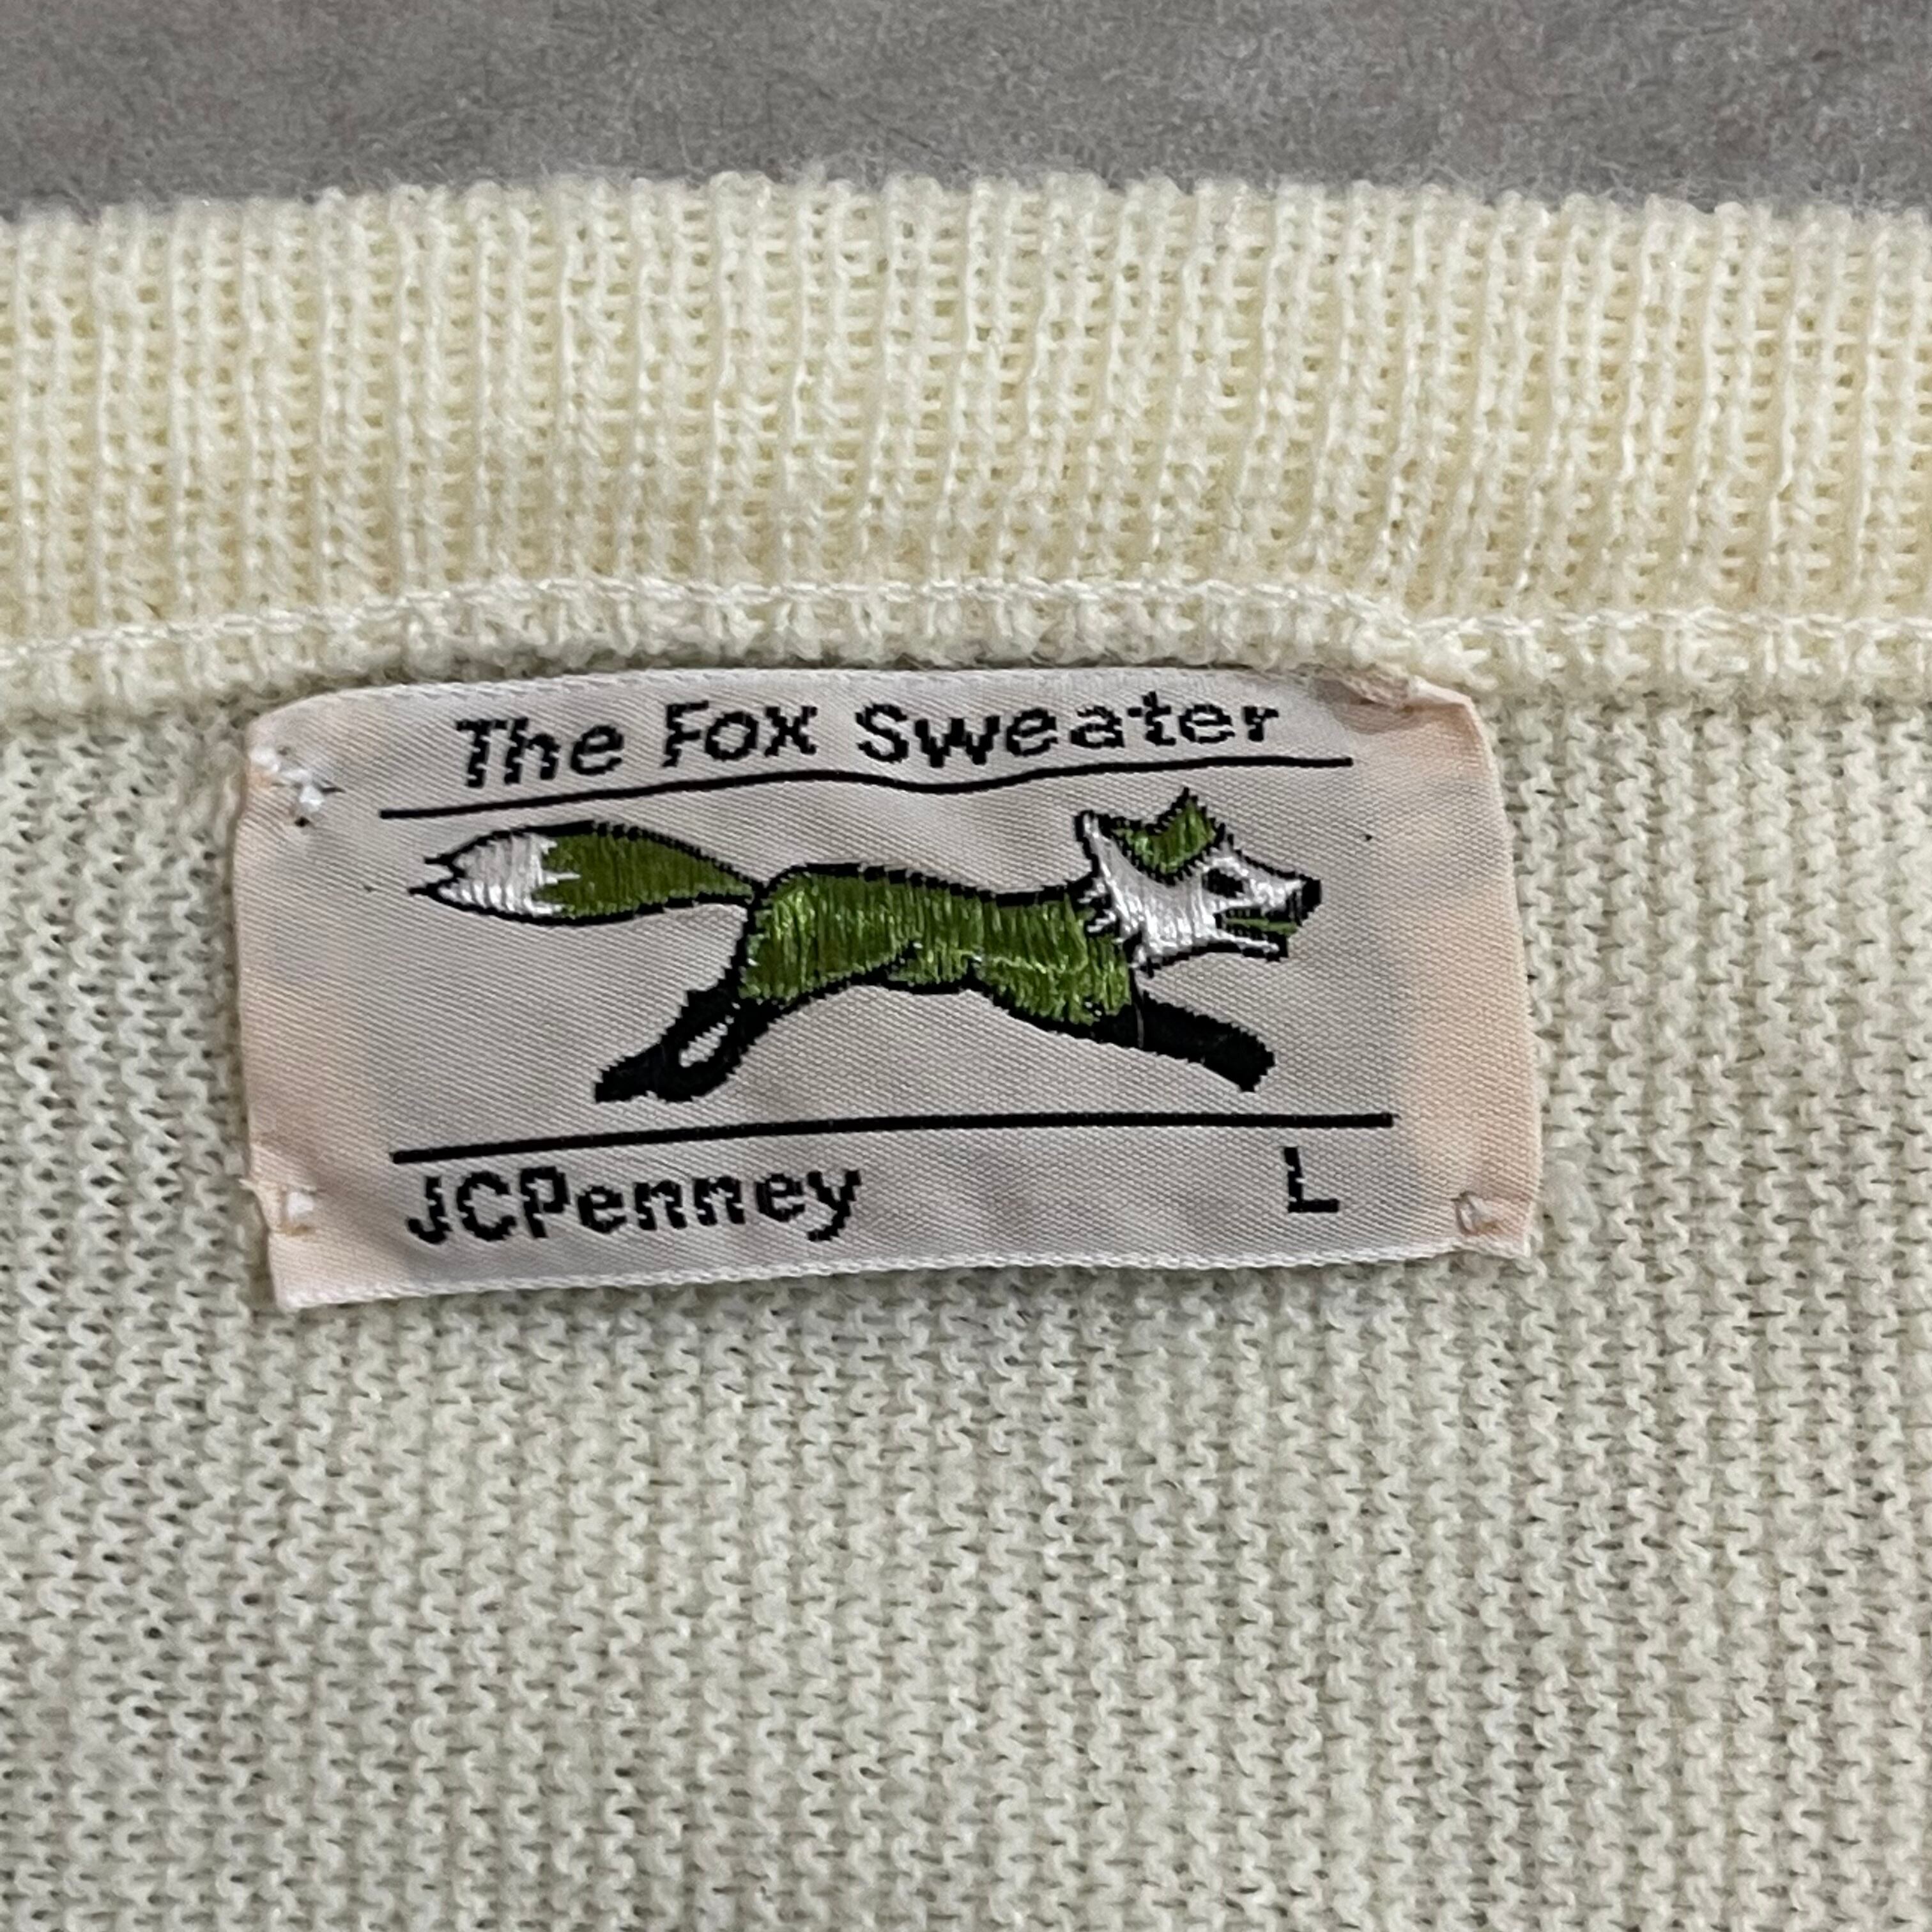 The Fox Sweater
JCPenney L